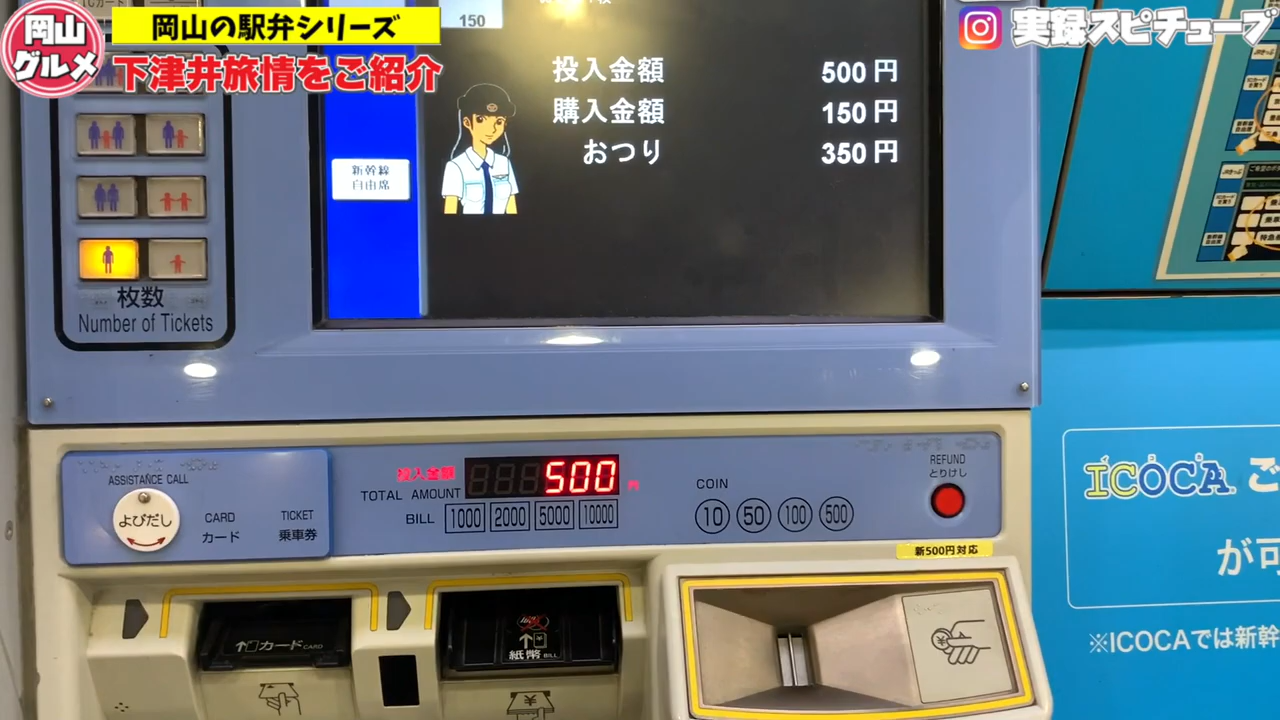 岡山
グルメ
岡山の駅弁シリーズ
下津井旅情をご紹介
実録スピチューブ
150
投入金額 500円
購入金額 150円
おつり 350円
新幹線
自由席
枚数
Number of Tickets
ASSISTANCE CALL
よびだし
CARD
カード
TICKET
乗車券
投入金額
500
円
TOTAL AMOUNT
BILL 1000 2000 5000 10000
COIN
10 50 100 500
REFUND
とりけし
新500円対応
カード CARD
紙幣 BILL
ICOCA ご
が可
※ICOCAでは新幹